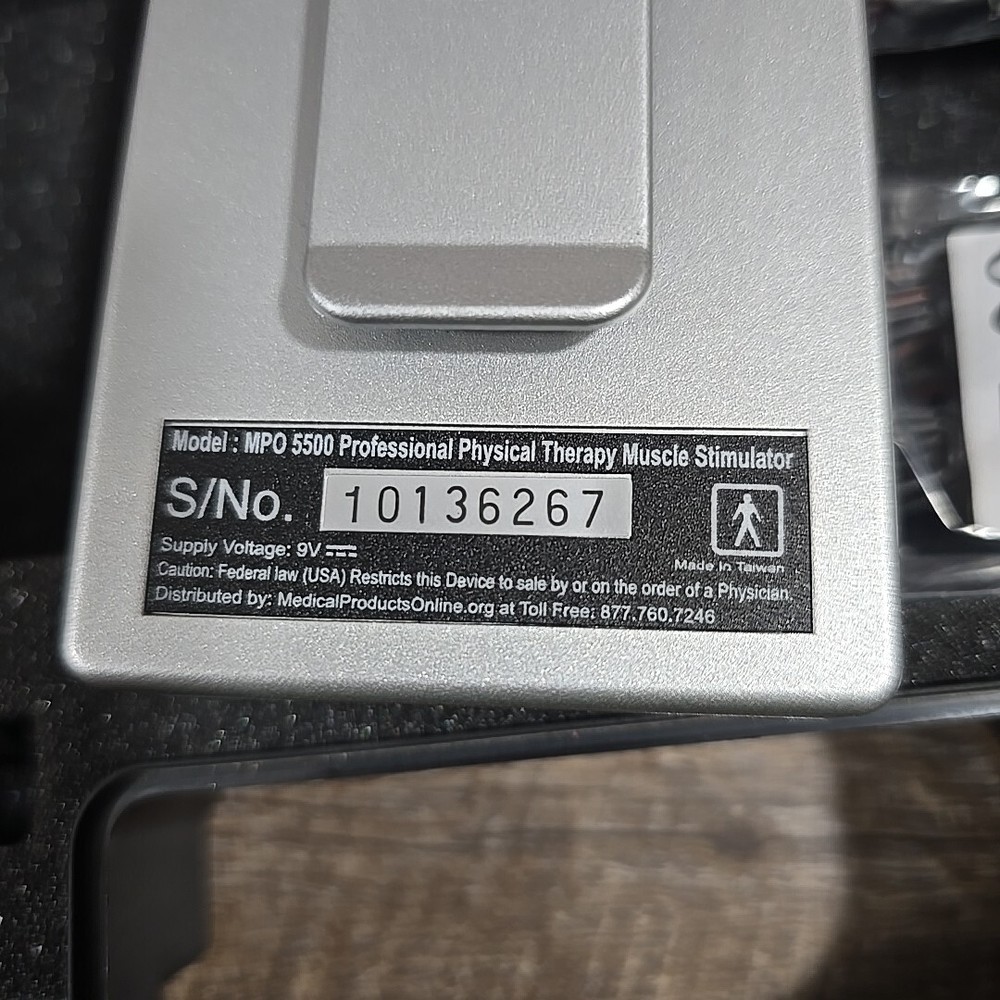 Model : MPO 5500 Professional Physical Therapy Muscle Stimulator
S/No. 10136267
Supply Voltage: 9V
Made in Taiwan
Caution: Federal law (USA) Restricts this Device to sale by or on the order of a Physician.
Distributed by: MedicalProductsOnline.org at Toll Free: 877.760.7246